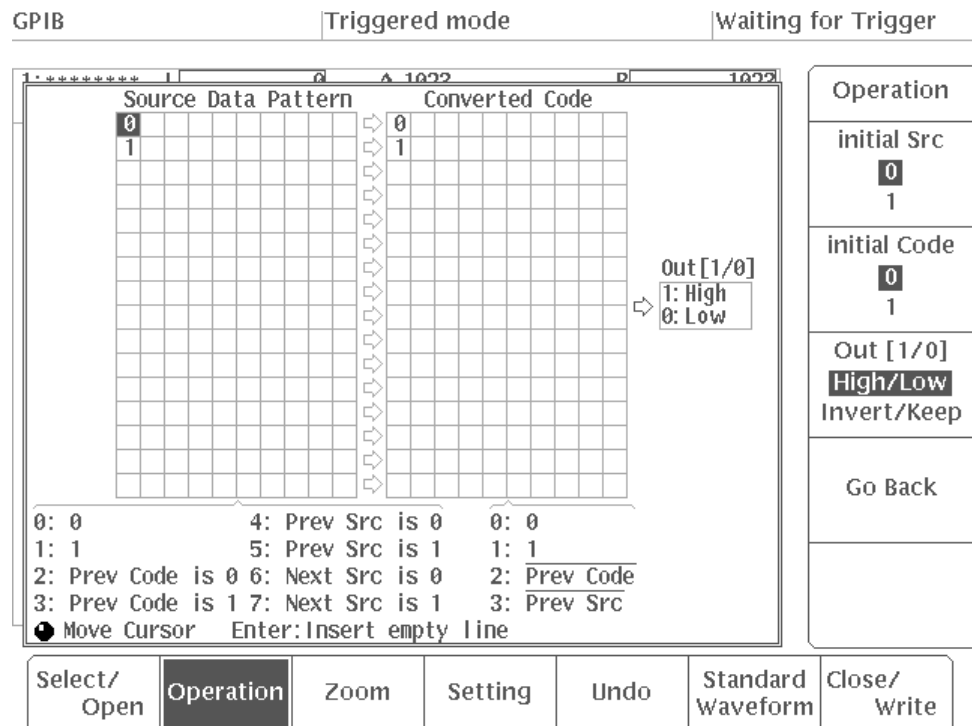 GPIB Triggered mode Waiting for Trigger
1:******** 0 A 1022 1022
Source Data Pattern Converted Code
0 0
1 1
Out[1/0]
1: High
0: Low
0: 0 4: Prev Src is 0 0: 0
1: 1 5: Prev Src is 1 1: 1
2: Prev Code is 0 6: Next Src is 0 2: Prev Code
3: Prev Code is 1 7: Next Src is 1 3: Prev Src
Move Cursor Enter:Insert empty line
Operation
initial Src
0
1
initial Code
0
1
Out [1/0]
High/Low
Invert/Keep
Go Back
Select/
Open
Operation
Zoom
Setting
Undo
Standard
Waveform
Close/
Write